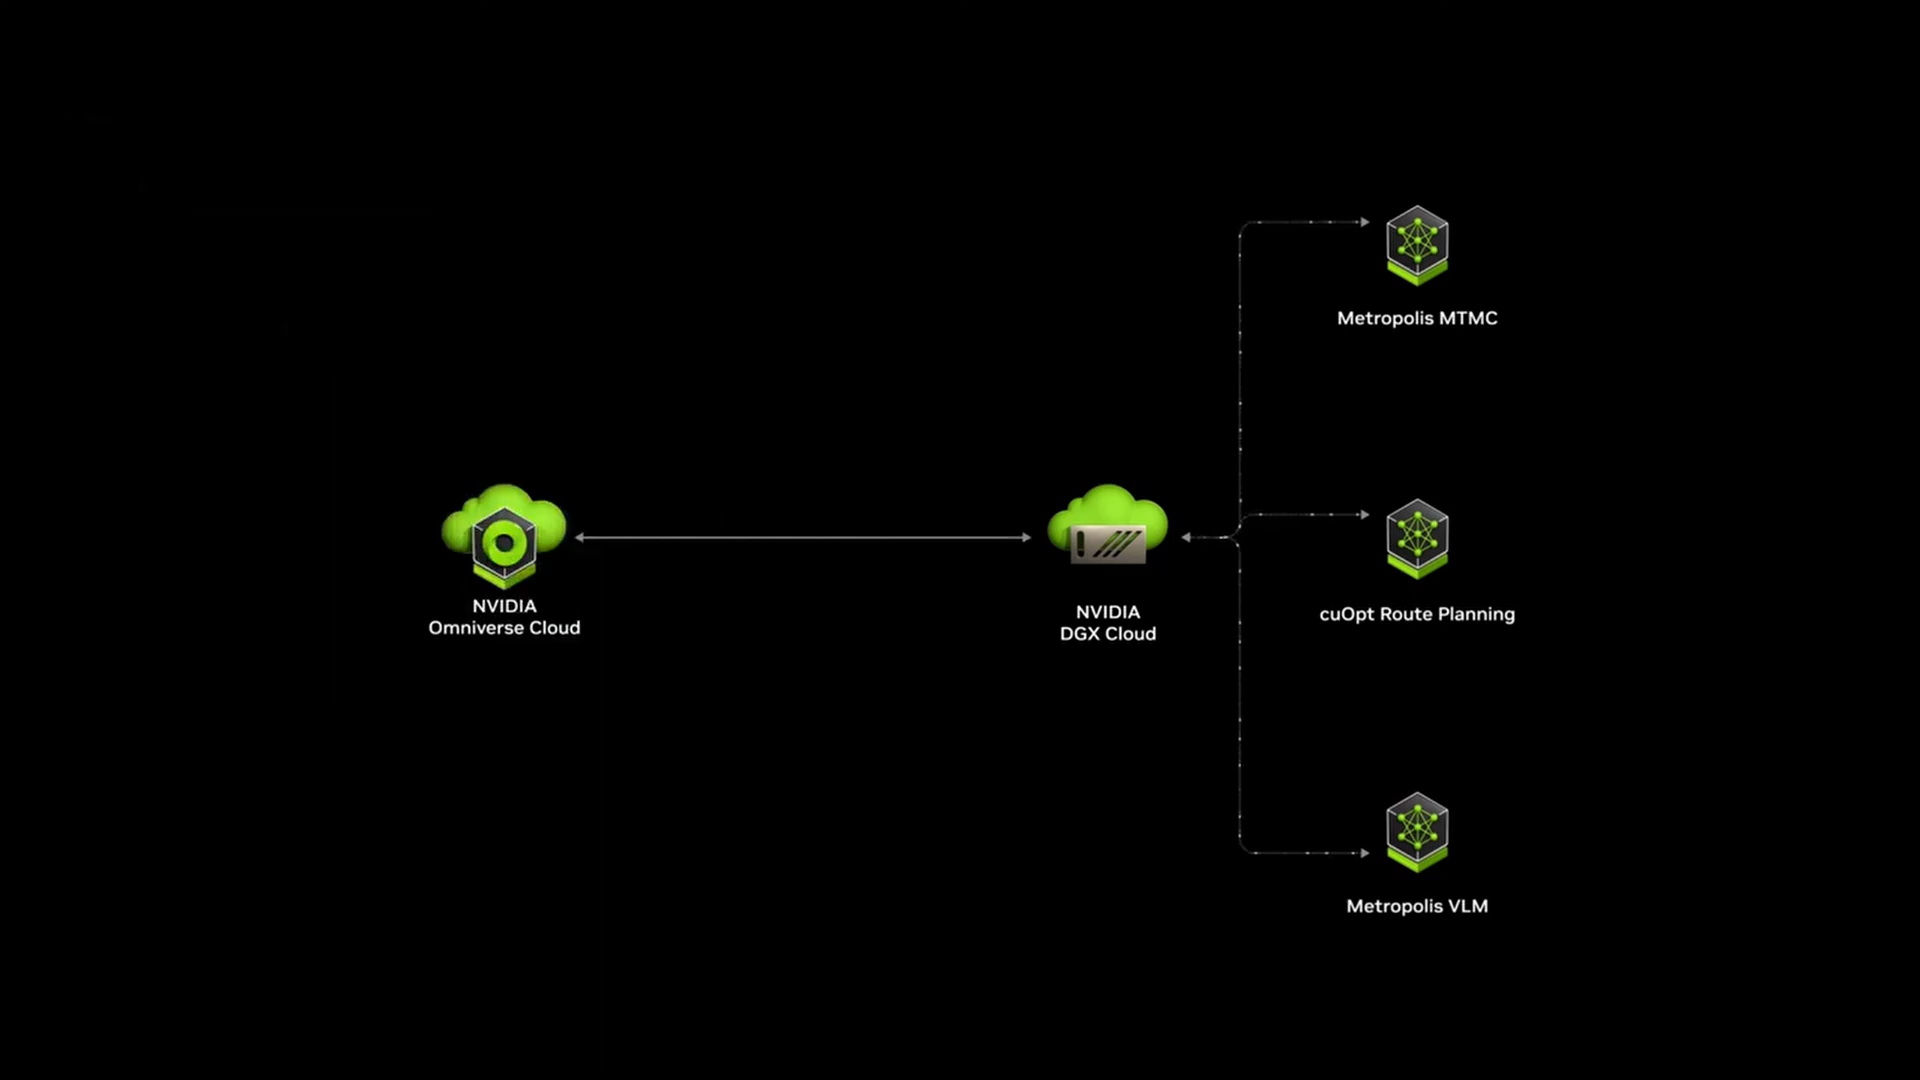 Metropolis MTMC
NVIDIA
Omniverse Cloud
NVIDIA
DGX Cloud
cuOpt Route Planning
Metropolis VLM